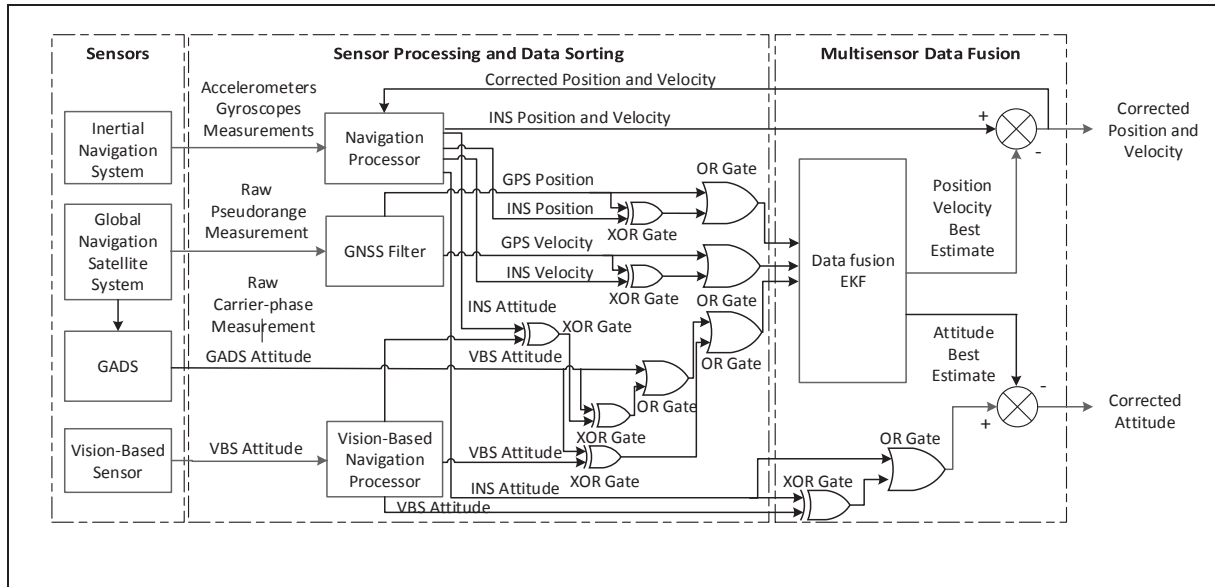 Sensors
Sensor Processing and Data Sorting
Multisensor Data Fusion
Corrected Position and Velocity
Accelerometers
Gyroscopes
Measurements
INS Position and Velocity
+
-
Corrected
Position and
Velocity
Inertial
Navigation
System
Navigation
Processor
OR Gate
GPS Position
INS Position
XOR Gate
Raw
Pseudorange
Measurement
Global
Navigation
Satellite
System
GNSS Filter
GPS Velocity
INS Velocity
XOR Gate
OR Gate
Data fusion
EKF
Position
Velocity
Best
Estimate
Raw
Carrier-phase
Measurement
INS Attitude
XOR Gate
GADS
GADS Attitude
VBS Attitude
OR Gate
OR Gate
XOR Gate
Attitude
Best
Estimate
-
+
Corrected
Attitude
Vision-Based
Sensor
VBS Attitude
Vision-Based
Navigation
Processor
VBS Attitude
XOR Gate
OR Gate
INS Attitude
XOR Gate
VBS Attitude